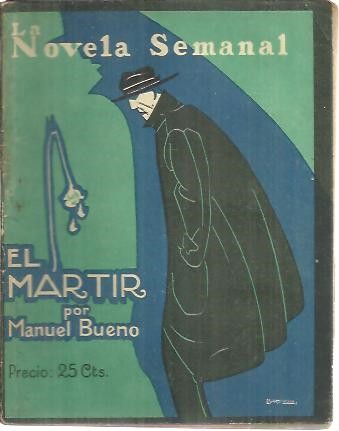 La
Novela Semanal
EL
MARTIR
por
Manuel Bueno
Precio: 25 Cts.